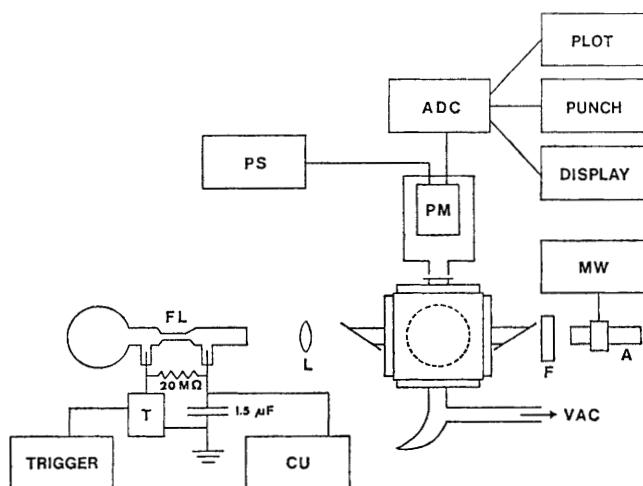 PLOT
ADC
PUNCH
PS
DISPLAY
PM
MW
FL
L
F
A
20 MΩ
T
1.5 μF
VAC
TRIGGER
CU